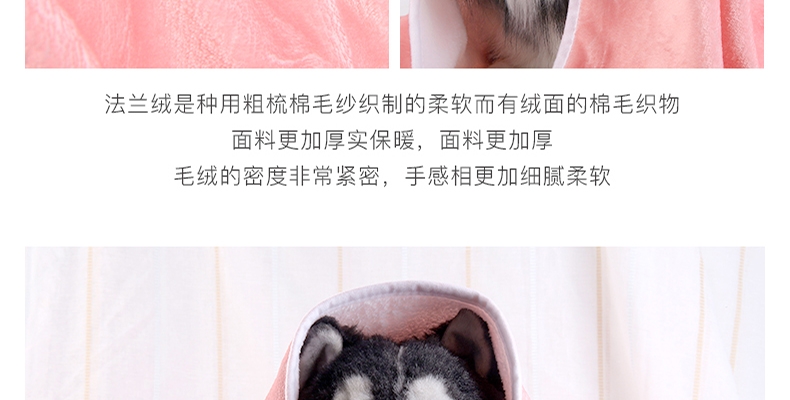 法兰绒是种用粗梳棉毛纱织制的柔软而有绒面的棉毛织物
面料更加厚实保暖，面料更加厚
毛绒的密度非常紧密，手感相更加细腻柔软